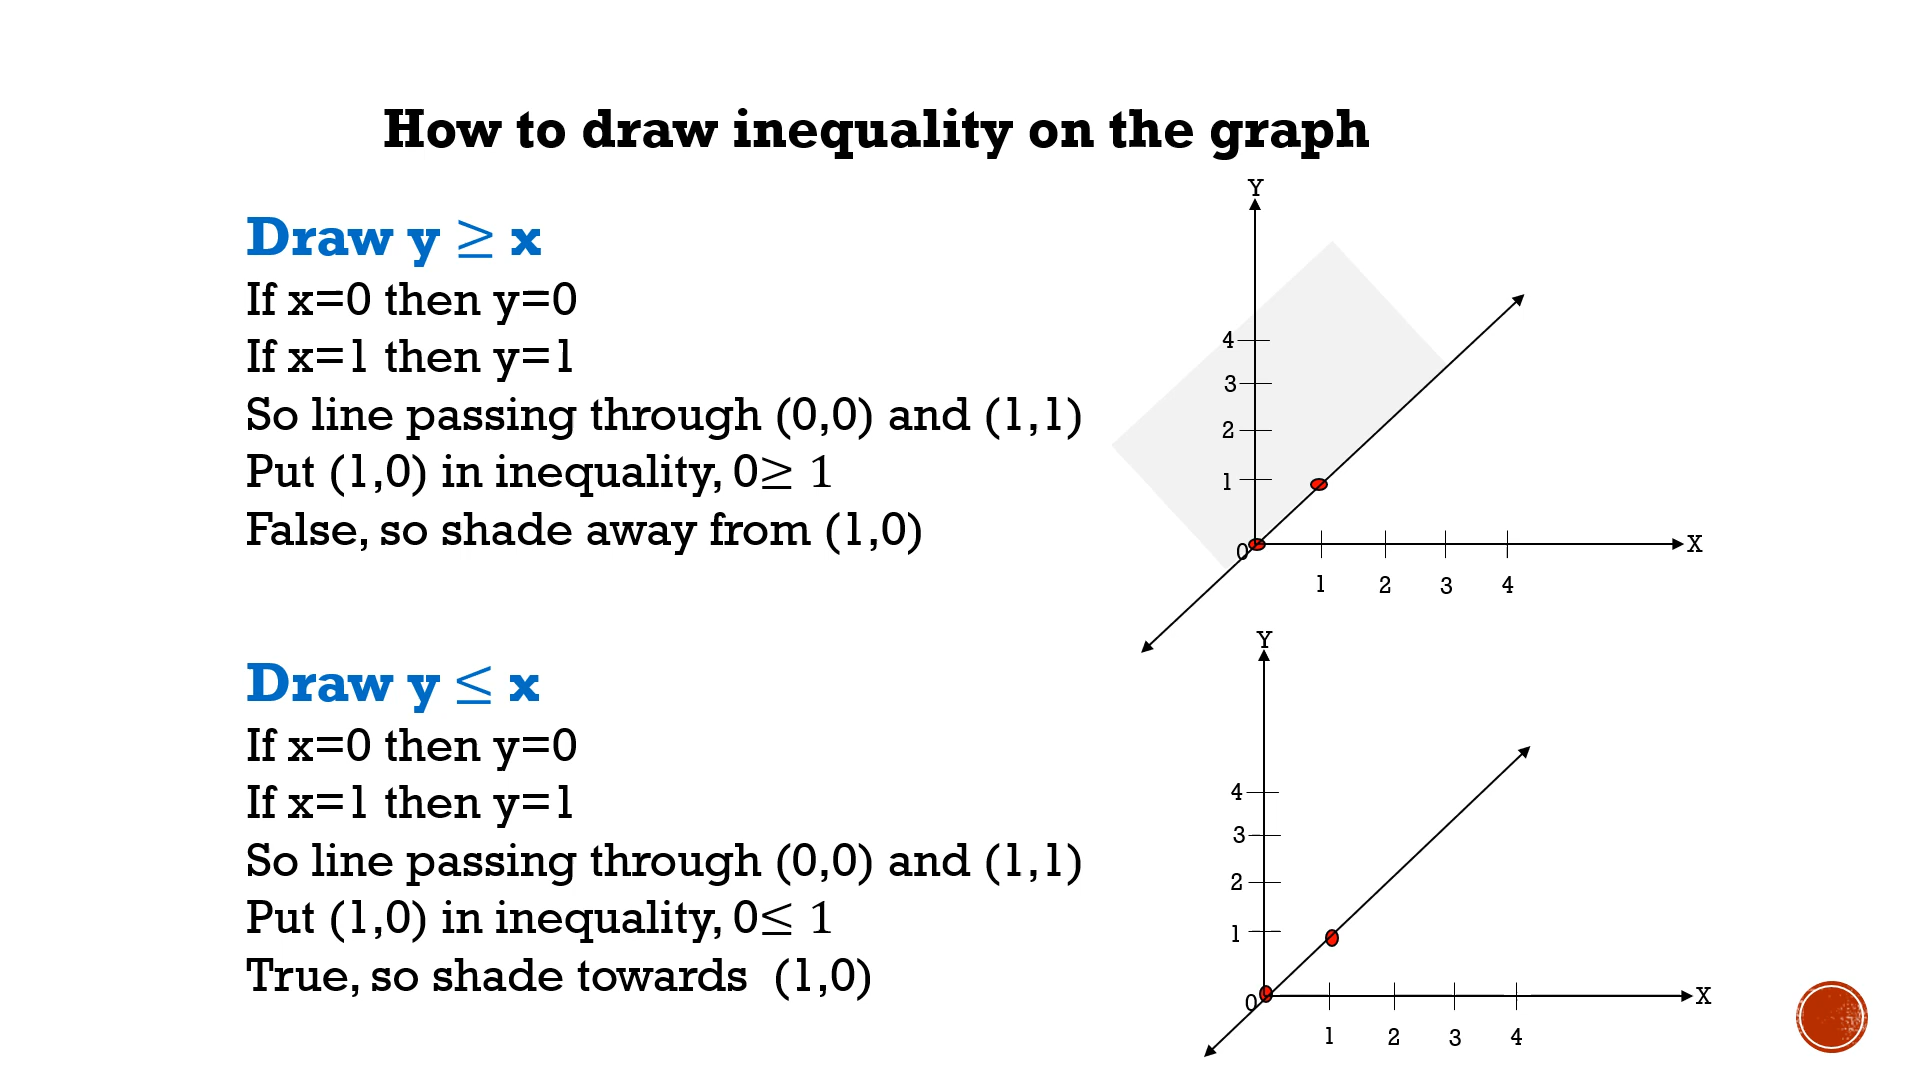 How to draw inequality on the graph
Draw y ≥ x
If x=0 then y=0
If x=1 then y=1
So line passing through (0,0) and (1,1)
Put (1,0) in inequality, 0≥ 1
False, so shade away from (1,0)
Y
4
3
2
1
0
X
1 2 3 4
Draw y ≤ x
If x=0 then y=0
If x=1 then y=1
So line passing through (0,0) and (1,1)
Put (1,0) in inequality, 0≤ 1
True, so shade towards (1,0)
Y
4
3
2
1
0
X
1 2 3 4